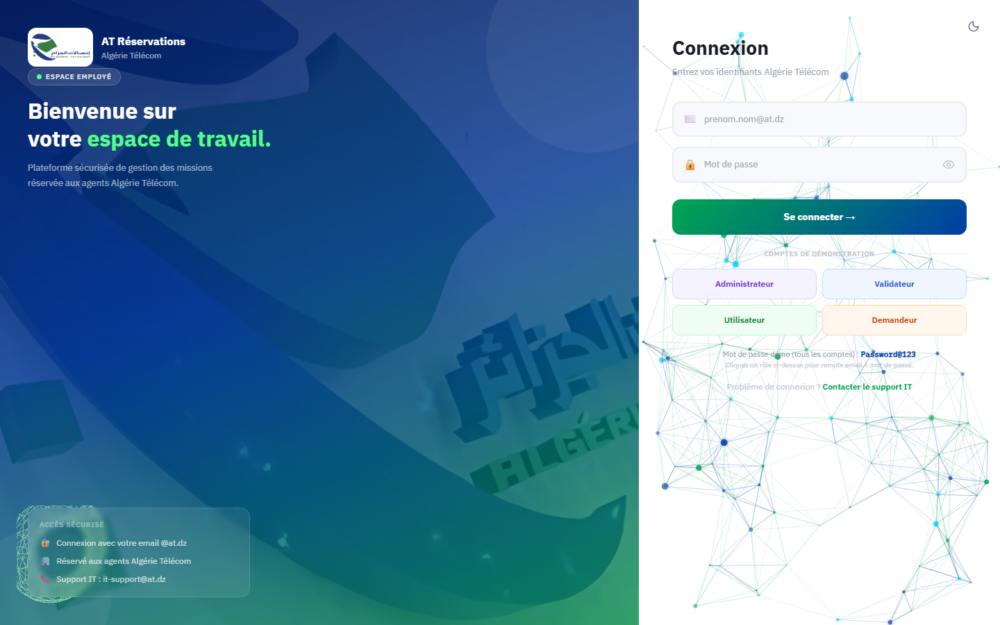 إتصالات الجزائر
ALGERIE TELECOM
AT Réservations
Algérie Télécom
ESPACE EMPLOYÉ
Bienvenue sur
votre espace de travail.
Plateforme sécurisée de gestion des missions
réservée aux agents Algérie Télécom.
الجزائر
ALGÉR
ACCÈS SÉCURISÉ
Connexion avec votre email @at.dz
Réservé aux agents Algérie Télécom
Support IT : it-support@at.dz
Connexion
Entrez vos identifiants Algérie Télécom
prenom.nom@at.dz
Mot de passe
Se connecter →
COMPTES DE DÉMONSTRATION
Administrateur
Validateur
Utilisateur
Demandeur
Mot de passe démo (tous les comptes) : Password@123
Cliquez un rôle ci-dessus pour remplir email + mot de passe.
Problème de connexion ? Contacter le support IT